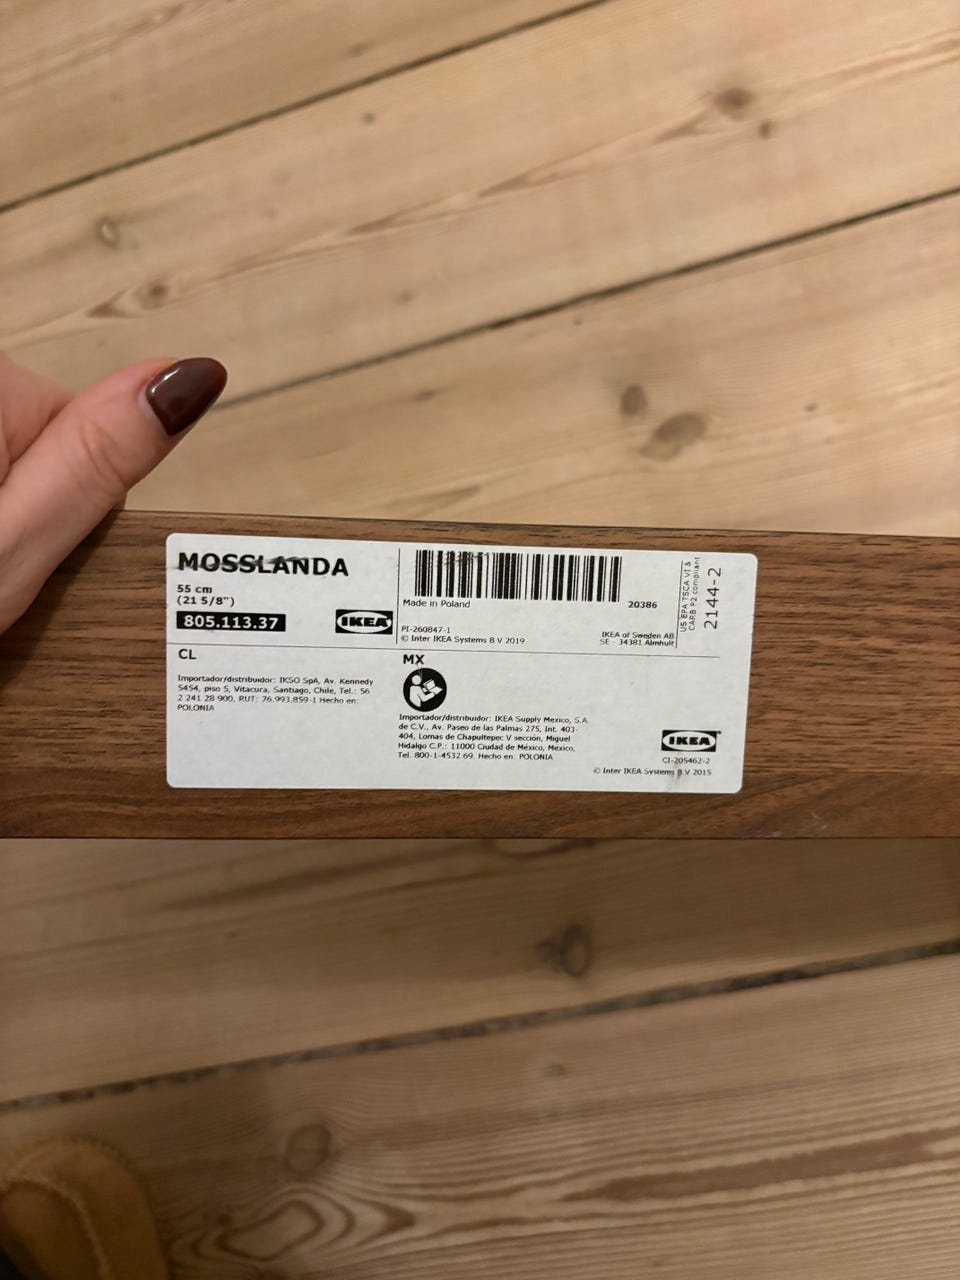 MOSSLANDA
55 cm
(21 5/8")
805.113.37
IKEA
Made in Poland
20386
PI-260847-1
© Inter IKEA Systems B.V 2019
IKEA of Sweden AB
SE - 34381 Älmhult
US EPA TSCA VI &
CARB P2 compliant
2144-2
CL
Importador/distribuidor: IKSO SpA, Av. Kennedy
5454, piso 5, Vitacura, Santiago, Chile, Tel.: 56
2 241 28 900, RUT: 76.993.859-1 Hecho en:
POLONIA
MX
Importador/distribuidor: IKEA Supply Mexico, S.A.
de C.V., Av. Paseo de las Palmas 275, Int. 403-
404, Lomas de Chapultepec V sección, Miguel
Hidalgo C.P.: 11000 Ciudad de México, México,
Tel. 800-1-4532 69. Hecho en: POLONIA
IKEA
CI-205462-2
© Inter IKEA Systems B.V 2015